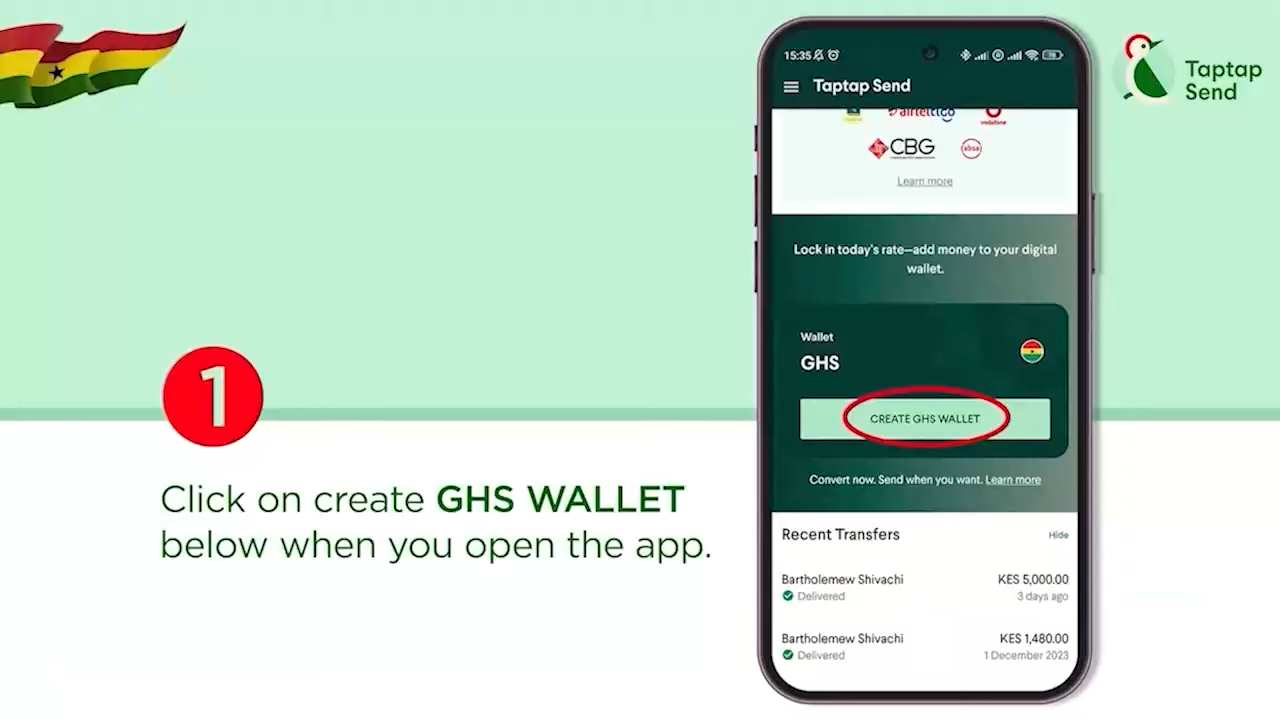 15:35
Taptap Send
airteltigo
vodafone
CBG
absa
Learn more
Lock in today's rate—add money to your digital
wallet.
Wallet
GHS
CREATE GHS WALLET
Convert now. Send when you want. Learn more
Recent Transfers
Hide
Bartholemew Shivachi
KES 5,000.00
Delivered
3 days ago
Bartholemew Shivachi
KES 1,480.00
Delivered
1 December 2023
Taptap
Send
1
Click on create GHS WALLET
below when you open the app.